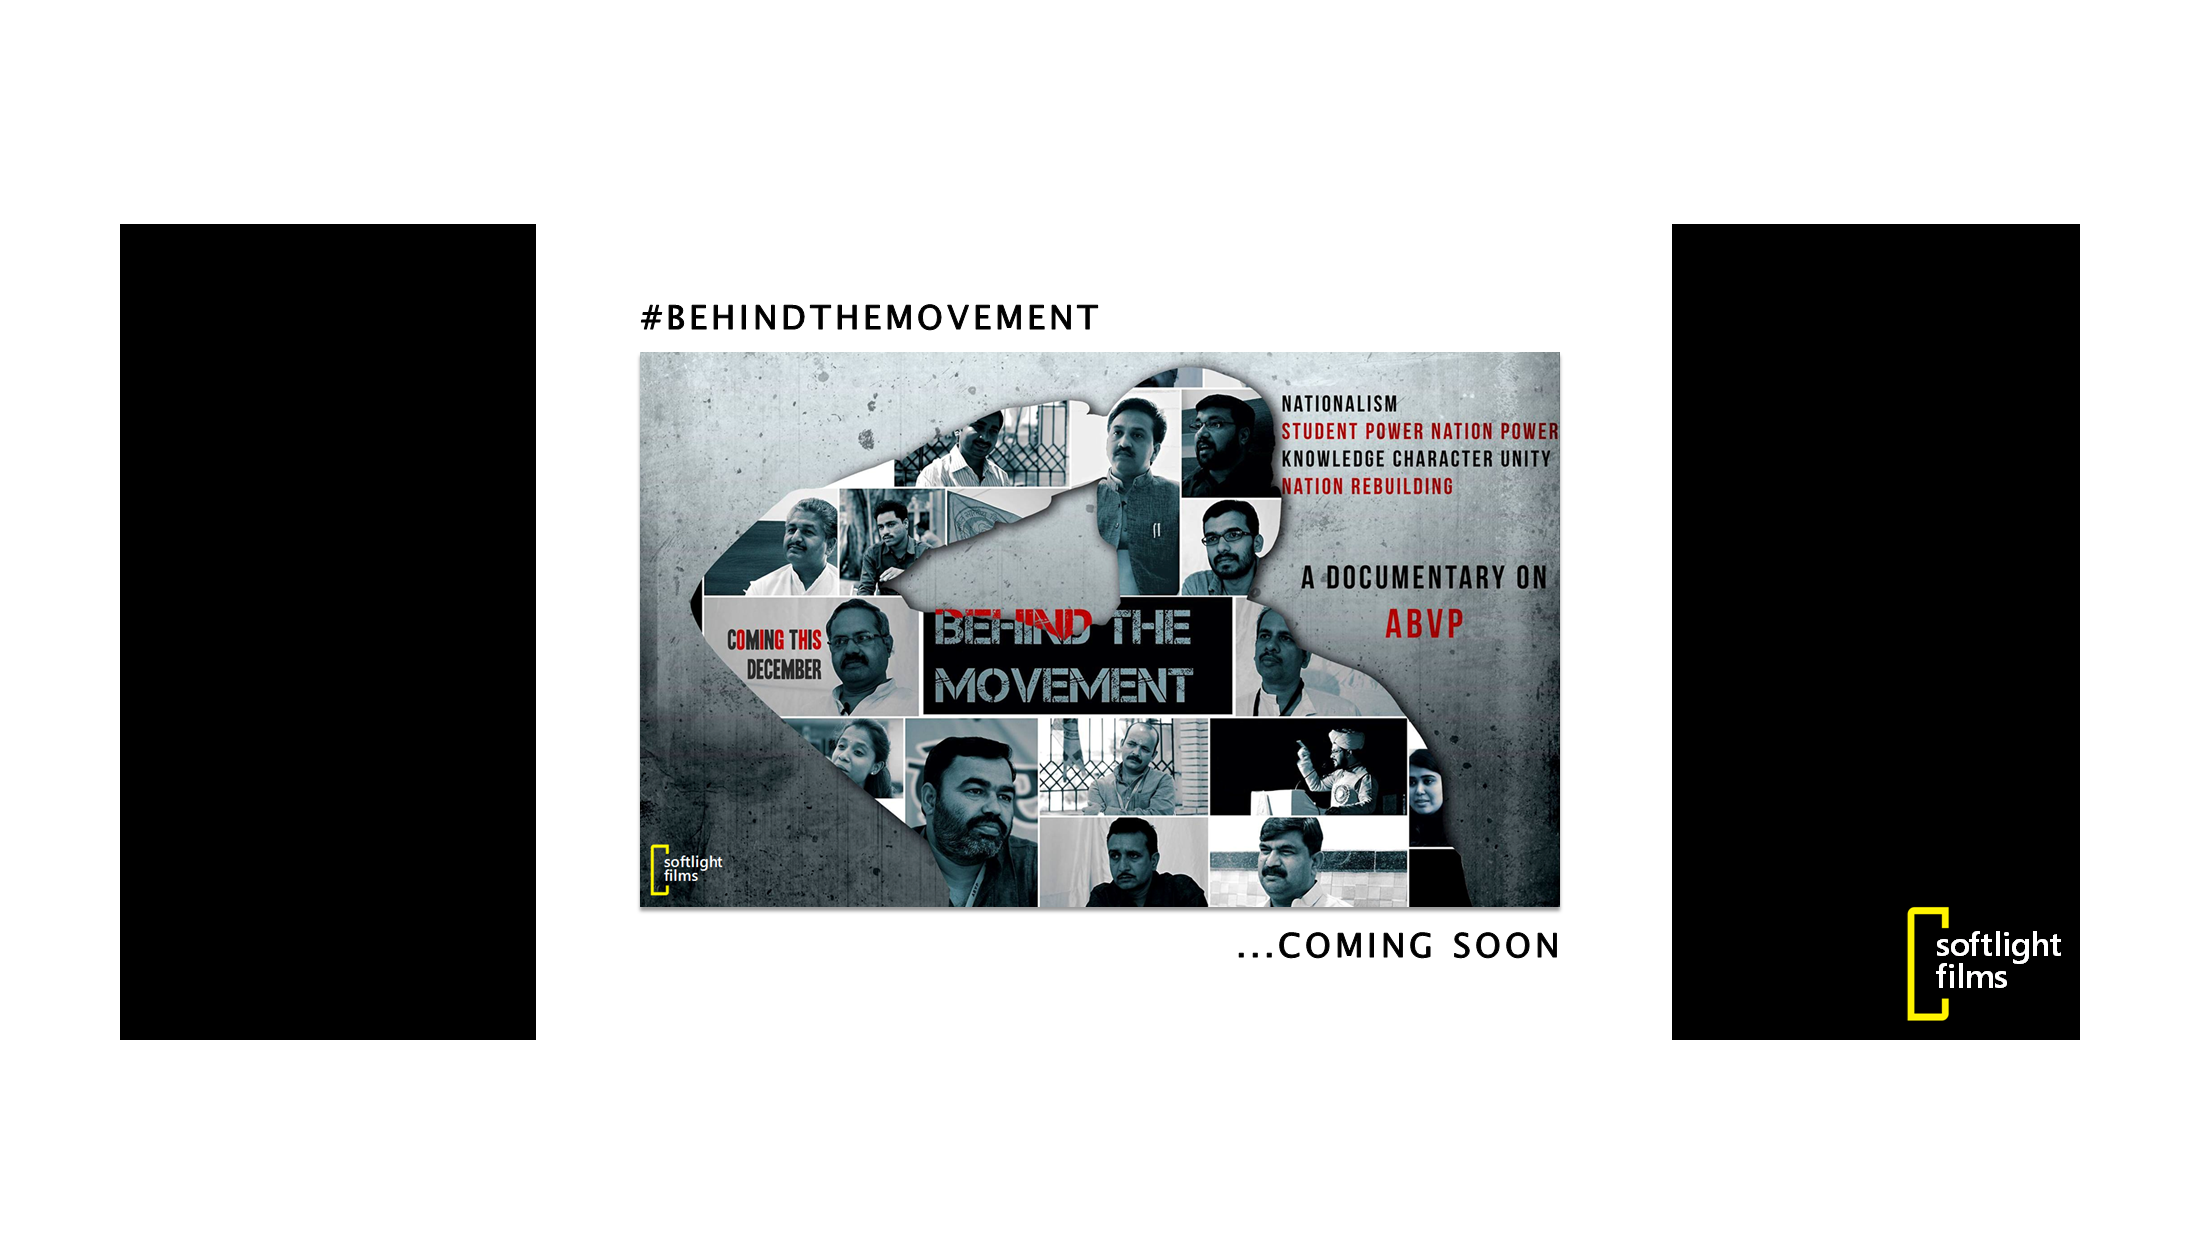 #BEHINDTHEMOVEMENT
NATIONALISM
STUDENT POWER NATION POWER
KNOWLEDGE CHARACTER UNITY
NATION REBUILDING
A DOCUMENTARY ON
ABVP
COMING THIS
DECEMBER
BEHIND THE
MOVEMENT
softlight
films
...COMING SOON
softlight
films